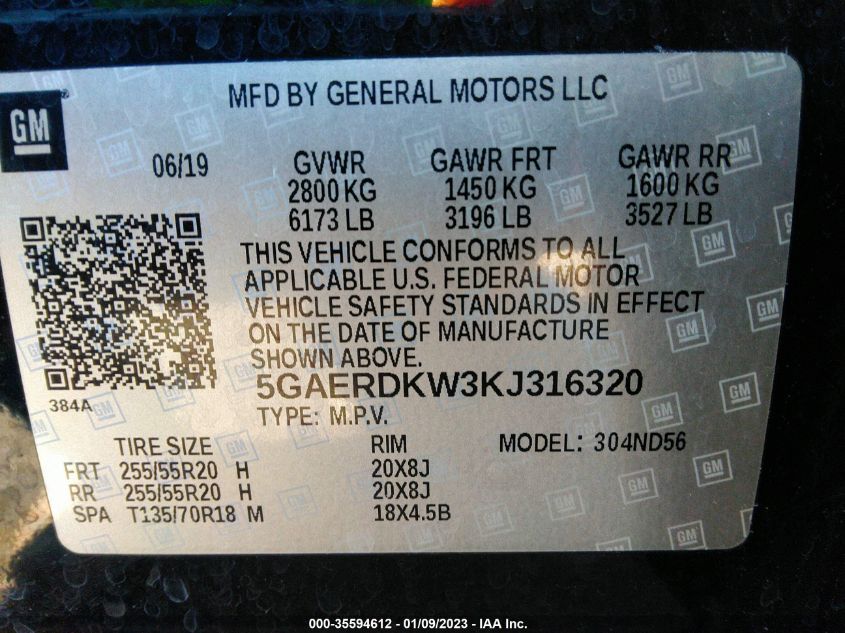 MFD BY GENERAL MOTORS LLC
GM
06/19 GVWR GAWR FRT GAWR RR
2800 KG 1450 KG 1600 KG
6173 LB 3196 LB 3527 LB
THIS VEHICLE CONFORMS TO ALL
APPLICABLE U.S. FEDERAL MOTOR
VEHICLE SAFETY STANDARDS IN EFFECT
ON THE DATE OF MANUFACTURE
SHOWN ABOVE.
384A
5GAERDKW3KJ316320
TYPE: M.P.V.
TIRE SIZE RIM MODEL: 304ND56
FRT 255/55R20 H 20X8J
RR 255/55R20 H 20X8J
SPA T135/70R18 M 18X4.5B
000-35594612 - 01/09/2023 - IAA Inc.